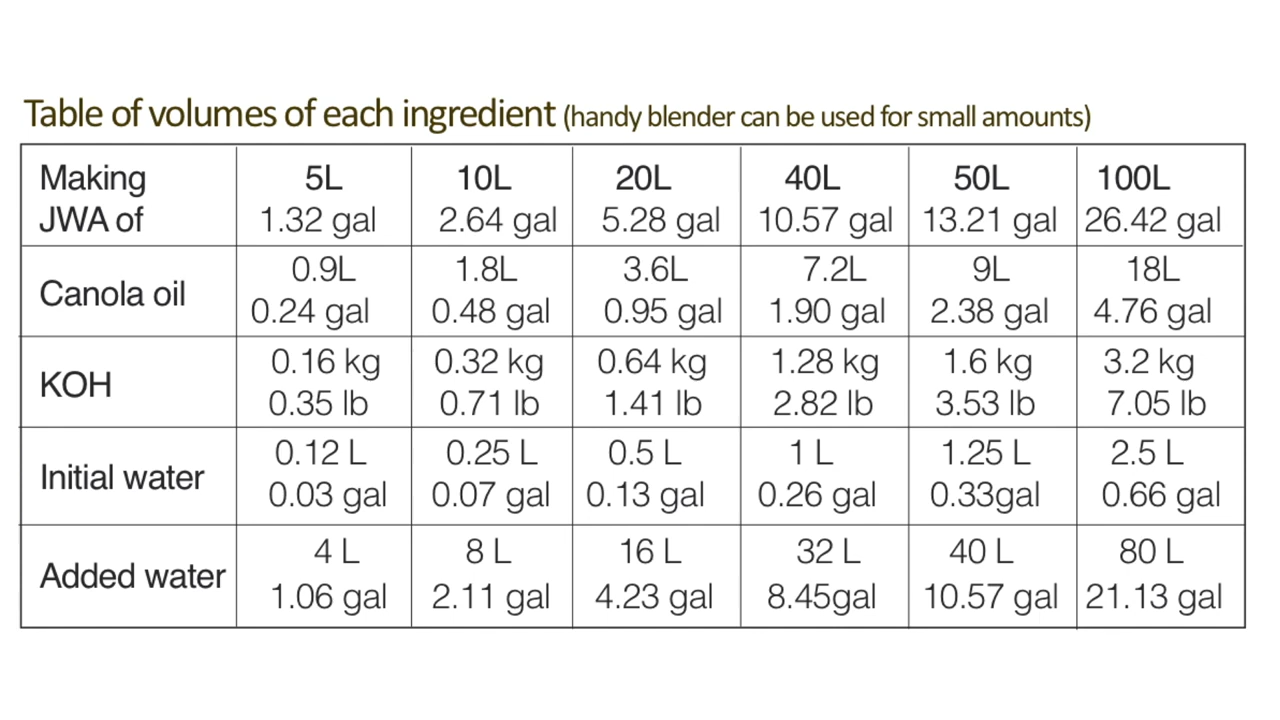 Table of volumes of each ingredient (handy blender can be used for small amounts)
Making JWA of 5L 1.32 gal 10L 2.64 gal 20L 5.28 gal 40L 10.57 gal 50L 13.21 gal 100L 26.42 gal
Canola oil 0.9L 0.24 gal 1.8L 0.48 gal 3.6L 0.95 gal 7.2L 1.90 gal 9L 2.38 gal 18L 4.76 gal
KOH 0.16 kg 0.35 lb 0.32 kg 0.71 lb 0.64 kg 1.41 lb 1.28 kg 2.82 lb 1.6 kg 3.53 lb 3.2 kg 7.05 lb
Initial water 0.12 L 0.03 gal 0.25 L 0.07 gal 0.5 L 0.13 gal 1 L 0.26 gal 1.25 L 0.33gal 2.5 L 0.66 gal
Added water 4 L 1.06 gal 8 L 2.11 gal 16 L 4.23 gal 32 L 8.45gal 40 L 10.57 gal 80 L 21.13 gal